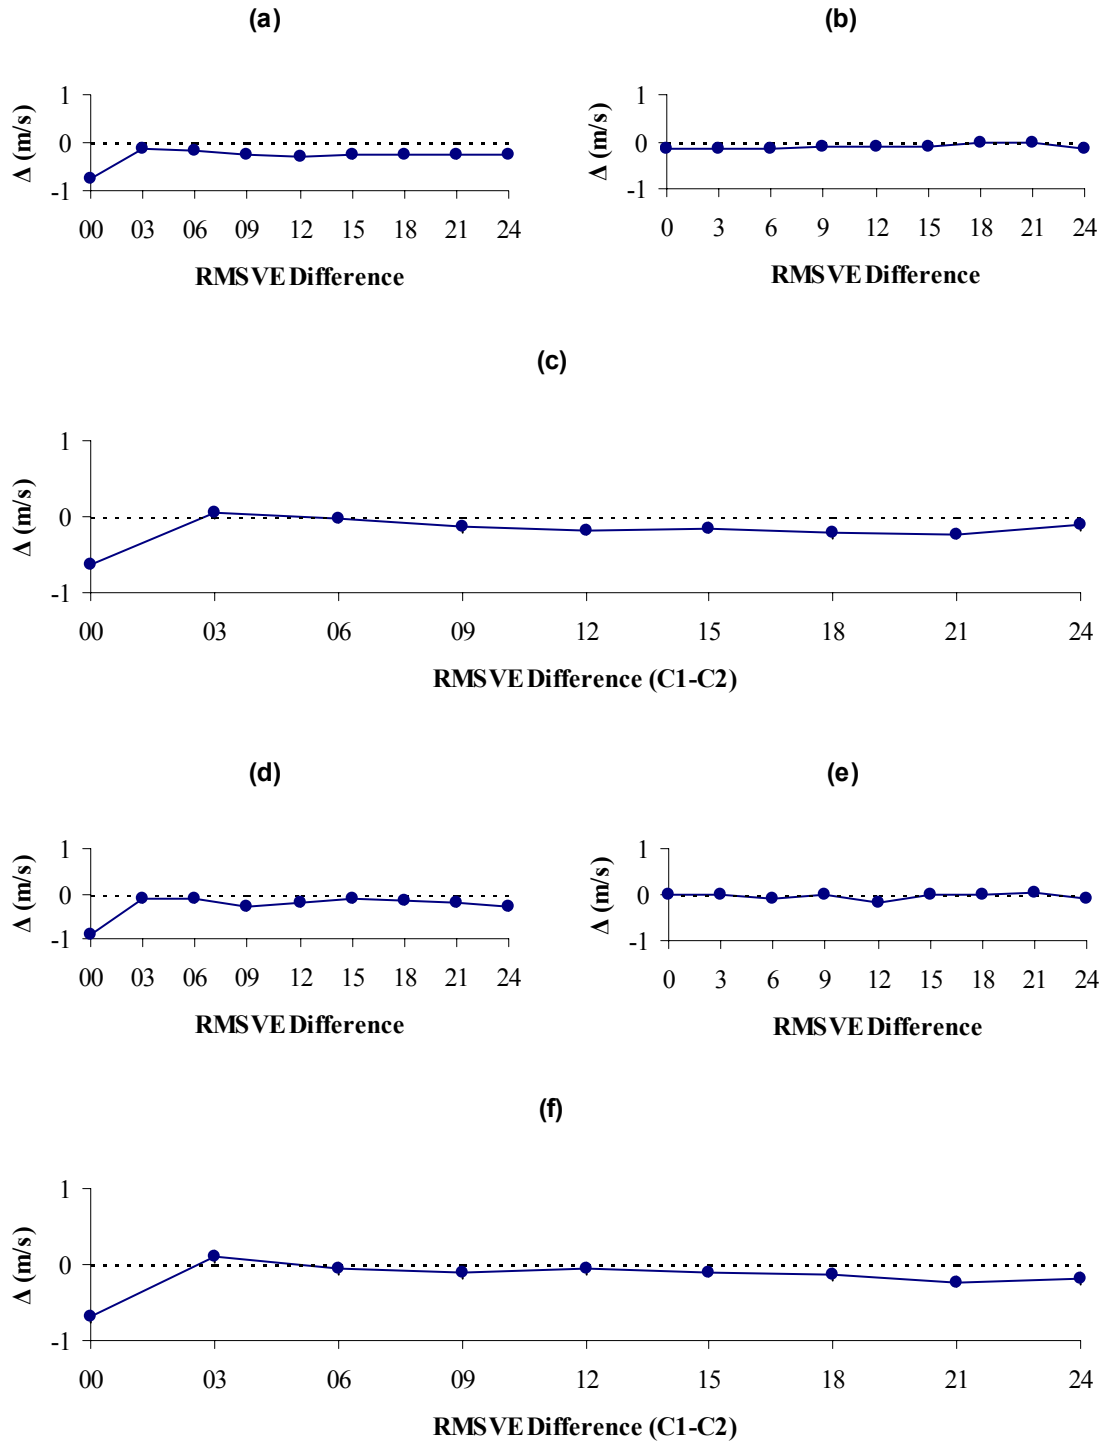 (a)
(b)
1
0
-1
Δ (m/s)
00 03 06 09 12 15 18 21 24
RMSVE Difference
1
0
-1
Δ (m/s)
0 3 6 9 12 15 18 21 24
RMSVE Difference
(c)
1
0
-1
Δ (m/s)
00 03 06 09 12 15 18 21 24
RMSVE Difference (C1-C2)
(d)
(e)
1
0
-1
Δ (m/s)
00 03 06 09 12 15 18 21 24
RMSVE Difference
1
0
-1
Δ (m/s)
0 3 6 9 12 15 18 21 24
RMSVE Difference
(f)
1
0
-1
Δ (m/s)
00 03 06 09 12 15 18 21 24
RMSVE Difference (C1-C2)